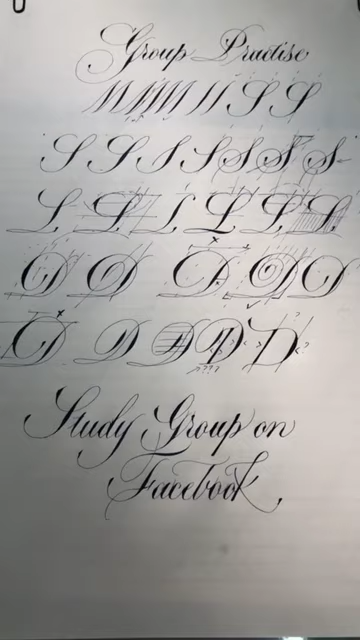 Group Practise
S S
S S S S S S S
L L L L L L
D D D D D
D D D D D
Study Group on
Facebook